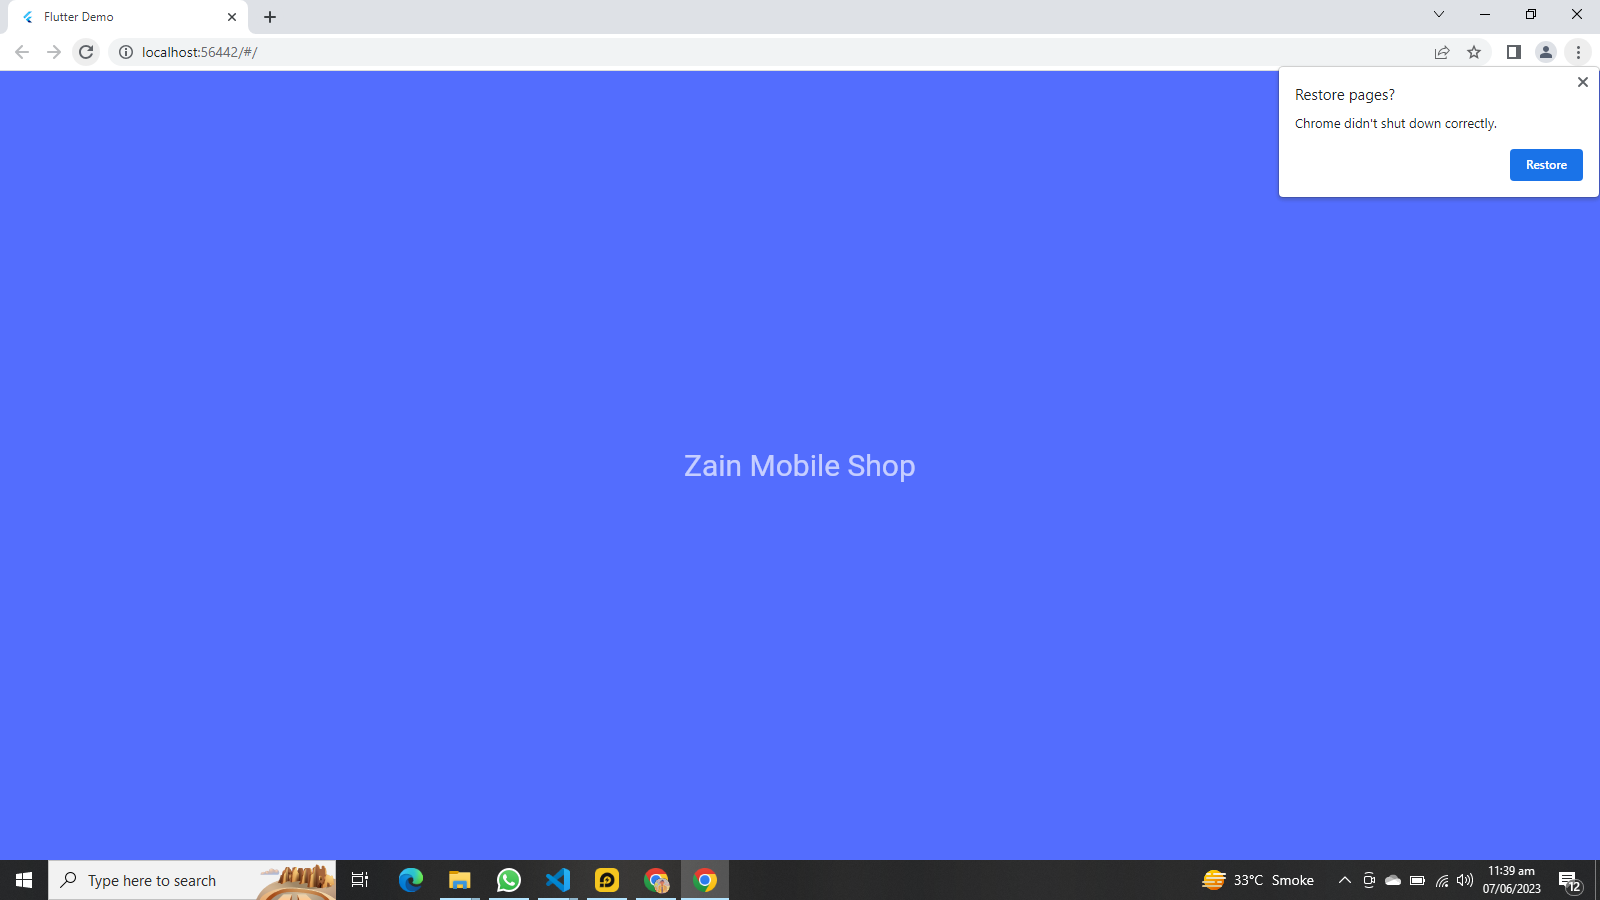 Flutter Demo
localhost:56442/#/
Restore pages?
Chrome didn't shut down correctly.
Restore
Zain Mobile Shop
Type here to search
33°C Smoke
11:39 am
07/06/2023
12